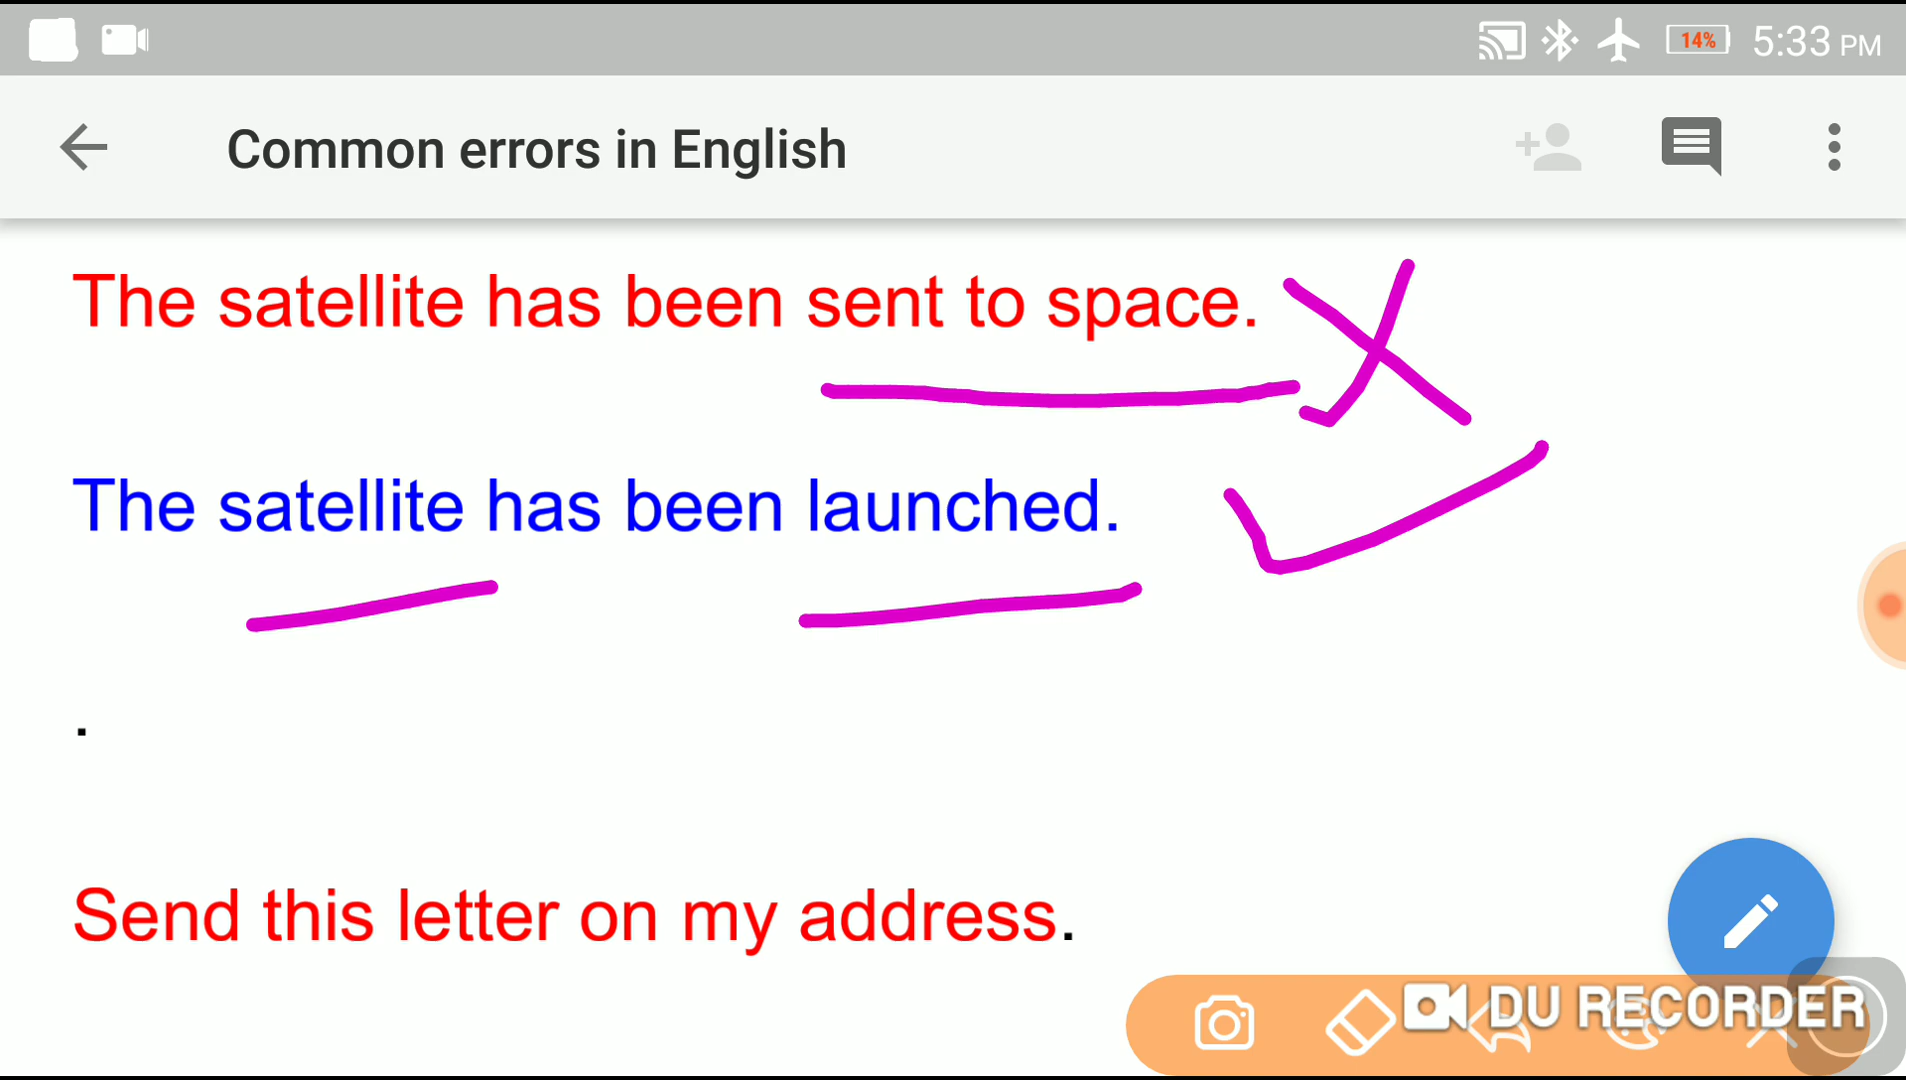 14% 5:33 PM
Common errors in English
The satellite has been sent to space.
The satellite has been launched.
.
Send this letter on my address.
DU RECORDER